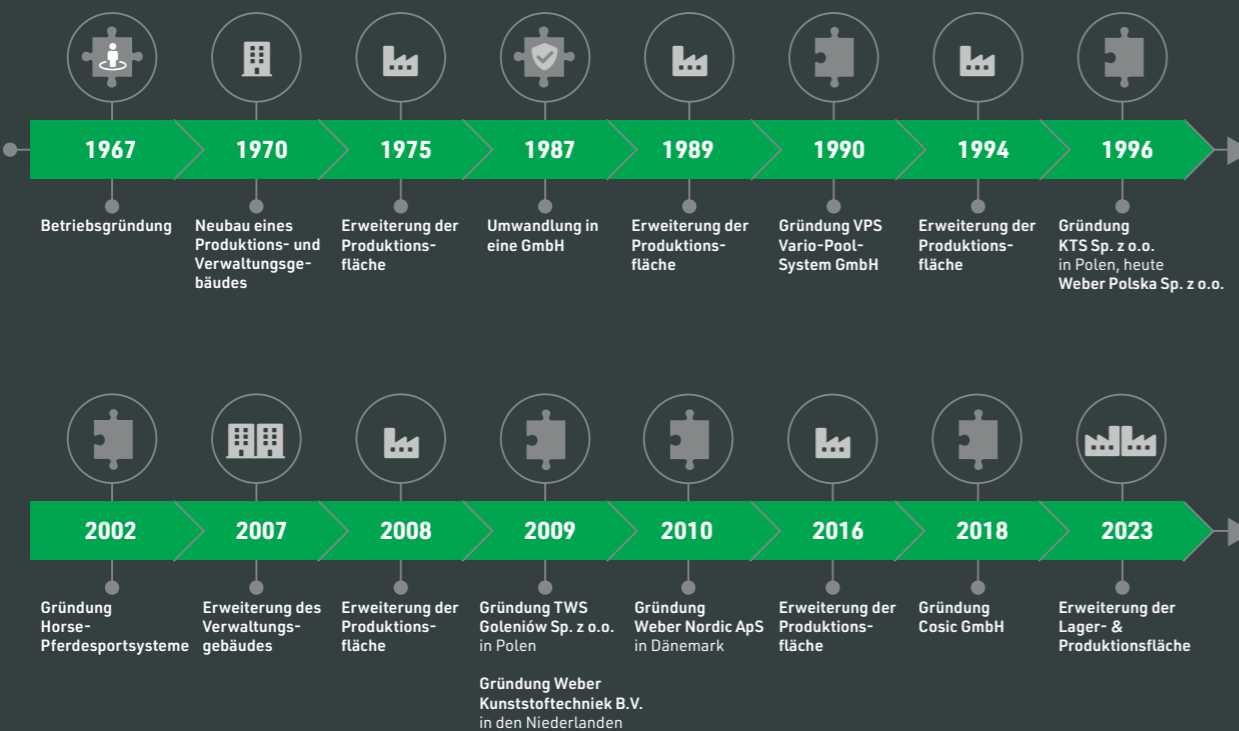 1967
1970
1975
1987
1989
1990
1994
1996
Betriebsgründung
Neubau eines
Produktions- und
Verwaltungsge-
bäudes
Erweiterung der
Produktions-
fläche
Umwandlung in
eine GmbH
Erweiterung der
Produktions-
fläche
Gründung VPS
Vario-Pool-
System GmbH
Erweiterung der
Produktions-
fläche
Gründung
KTS Sp. z o.o.
in Polen, heute
Weber Polska Sp. z o.o.
2002
2007
2008
2009
2010
2016
2018
2023
Gründung
Horse-
Pferdesportsysteme
Erweiterung des
Verwaltungs-
gebäudes
Erweiterung der
Produktions-
fläche
Gründung TWS
Goleniów Sp. z o.o.
in Polen
Gründung Weber
Kunststoftechniek B.V.
in den Niederlanden
Gründung
Weber Nordic ApS
in Dänemark
Erweiterung der
Produktions-
fläche
Gründung
Cosic GmbH
Erweiterung der
Lager- &
Produktionsfläche